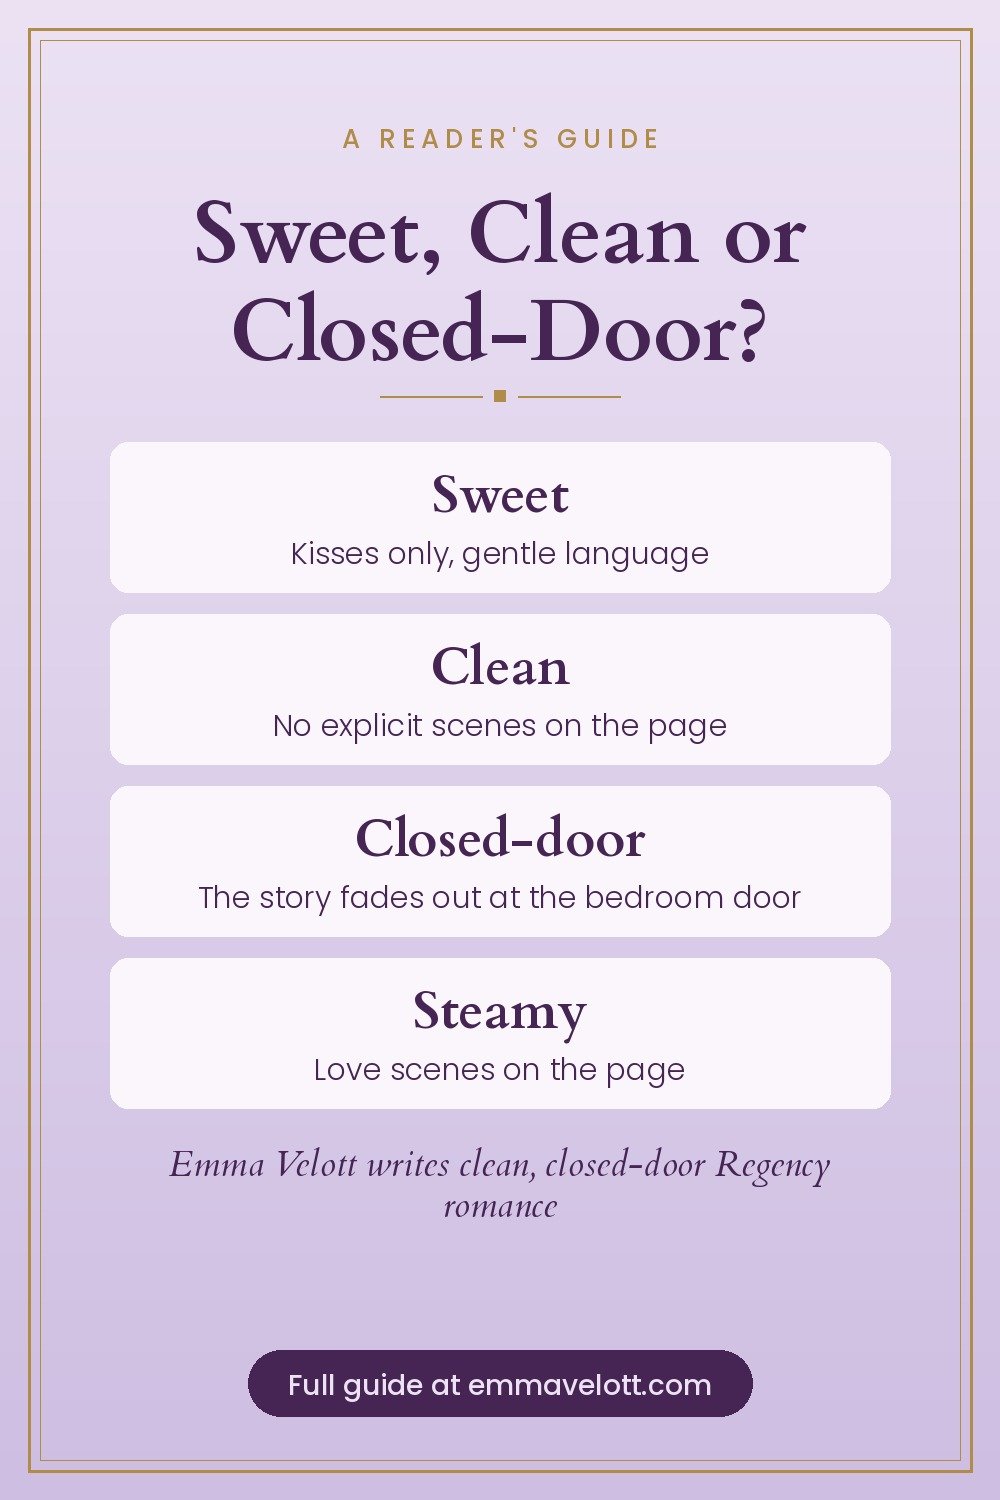 A READER'S GUIDE
Sweet, Clean or
Closed-Door?
Sweet
Kisses only, gentle language
Clean
No explicit scenes on the page
Closed-door
The story fades out at the bedroom door
Steamy
Love scenes on the page
Emma Velott writes clean, closed-door Regency
romance
Full guide at emmavelott.com